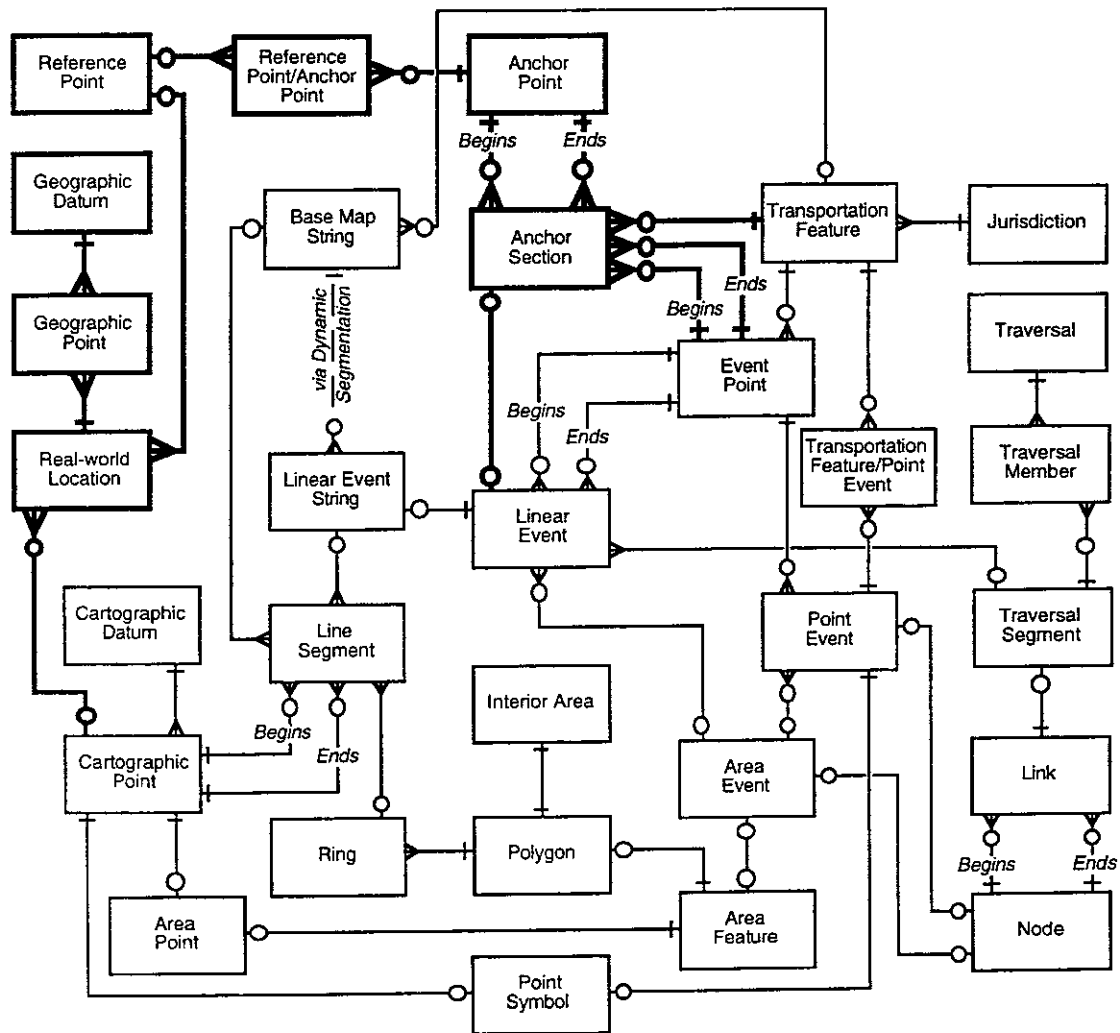 Reference
Point
Reference
Point/Anchor
Point
Anchor
Point
Begins
Ends
Geographic
Datum
Base Map
String
Anchor
Section
Transportation
Feature
Jurisdiction
Geographic
Point
via Dynamic
Segmentation
Begins
Ends
Event
Point
Traversal
Begins
Ends
Real-world
Location
Linear Event
String
Linear
Event
Transportation
Feature/Point
Event
Traversal
Member
Cartographic
Datum
Line
Segment
Point
Event
Traversal
Segment
Interior Area
Begins
Ends
Cartographic
Point
Area
Event
Link
Ring
Polygon
Begins
Ends
Area
Point
Area
Feature
Node
Point
Symbol